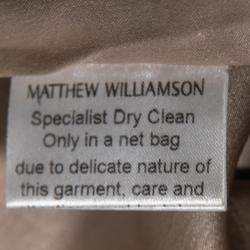 MATTHEW WILLIAMSON
Specialist Dry Clean
Only in a net bag
due to delicate nature of
this garment, care and